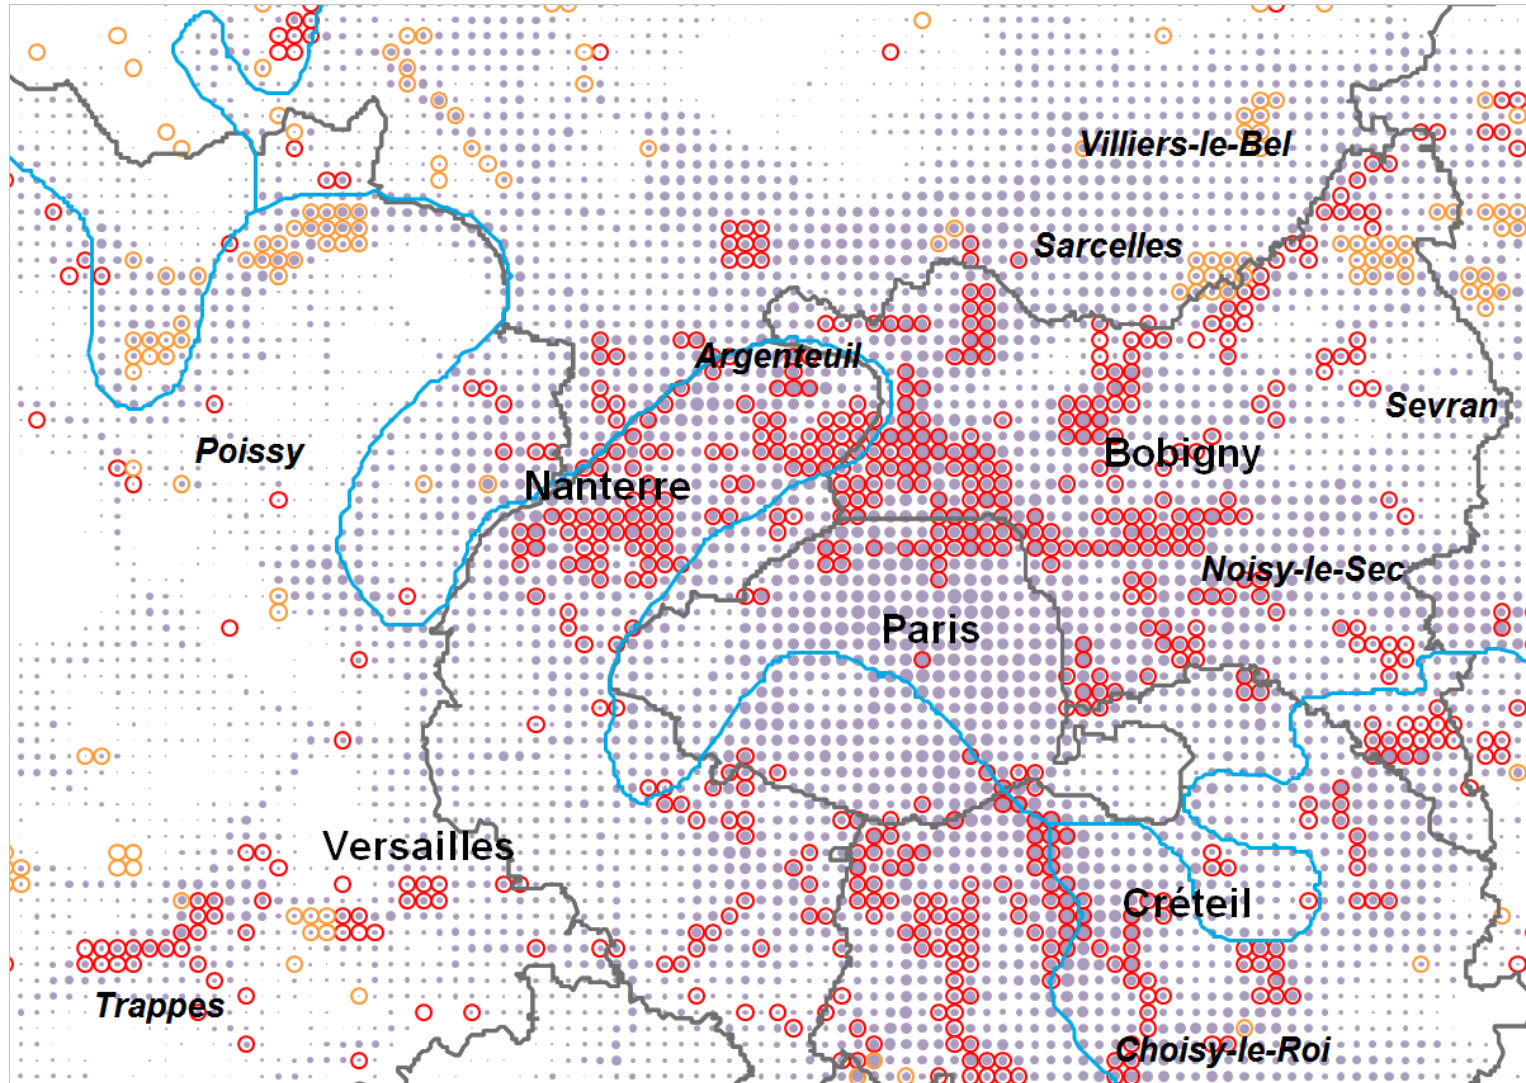 Villiers-le-Bel
Sarcelles
Argenteuil
Sevran
Poissy
Bobigny
Nanterre
Noisy-le-Sec
Paris
Versailles
Créteil
Trappes
Choisy-le-Roi